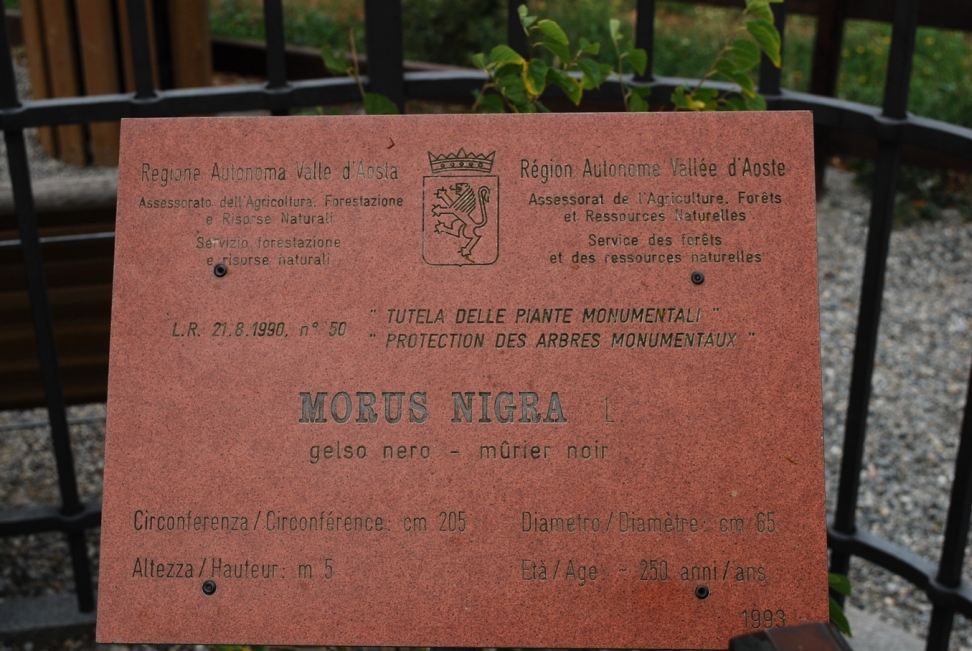 Regione Autonoma Valle d'Aosta
Assessorato dell'Agricoltura, Forestazione
e Risorse Naturali
Servizio forestazione
e risorse naturali
Région Autonome Vallée d'Aoste
Assessorat de l'Agriculture, Forêts
et Ressources Naturelles
Service des forêts
et des ressources naturelles
L.R. 21.8.1990, n° 50
" TUTELA DELLE PIANTE MONUMENTALI "
" PROTECTION DES ARBRES MONUMENTAUX "
MORUS NIGRA L.
gelso nero - mûrier noir
Circonferenza/Circonférence: cm 205
Diametro/Diamètre: cm 65
Altezza/Hauteur: m 5
Età/Age: ~ 250 anni/ans
1993